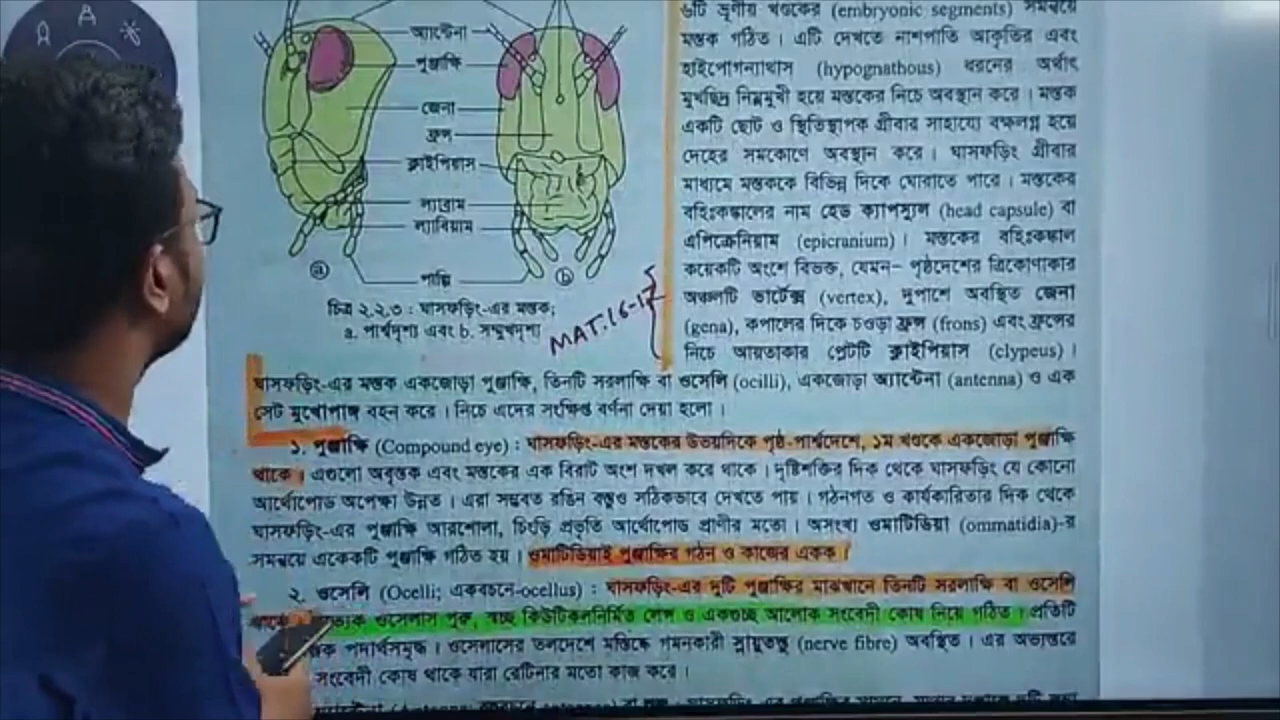 অ্যান্টেনা
পুঞ্জাক্ষি
জেনা
ফ্রন্স
ক্লাইপিয়াস
ল্যাব্রাম
ল্যাবিয়াম
পাল্পি
a
b
চিত্র ২.২.৩ : ঘাসফড়িং-এর মস্তক;
a. পার্শ্বদৃশ্য এবং b. সম্মুখদৃশ্য
MAT.16-17
৬টি ভ্রূণীয় খণ্ডকের (embryonic segments) সমন্বয়ে
মস্তক গঠিত। এটি দেখতে নাশপাতি আকৃতির এবং
হাইপোগন্যাথাস (hypognathous) ধরনের অর্থাৎ
মুখছিদ্র নিম্নমুখী হয়ে মস্তকের নিচে অবস্থান করে। মস্তক
একটি ছোট ও স্থিতিস্থাপক গ্রীবার সাহায্যে বক্ষলগ্ন হয়ে
দেহের সমকোণে অবস্থান করে। ঘাসফড়িং গ্রীবার
মাধ্যমে মস্তককে বিভিন্ন দিকে ঘোরাতে পারে। মস্তকের
বহিঃকঙ্কালের নাম হেড ক্যাপস্যুল (head capsule) বা
এপিক্রেনিয়াম (epicranium)। মস্তকের বহিঃকঙ্কাল
কয়েকটি অংশে বিভক্ত, যেমন– পৃষ্ঠদেশের ত্রিকোণাকার
অঞ্চলটি ভার্টেক্স (vertex), দুপাশে অবস্থিত জেনা
(gena), কপালের দিকে চওড়া ফ্রন্স (frons) এবং ফ্রন্সের
নিচে আয়তাকার প্লেটটি ক্লাইপিয়াস (clypeus)।
ঘাসফড়িং-এর মস্তক একজোড়া পুঞ্জাক্ষি, তিনটি সরলাক্ষি বা ওসেলি (ocilli), একজোড়া অ্যান্টেনা (antenna) ও এক
সেট মুখোপাঙ্গ বহন করে। নিচে এদের সংক্ষিপ্ত বর্ণনা দেয়া হলো।
১. পুঞ্জাক্ষি (Compound eye) : ঘাসফড়িং-এর মস্তকের উভয়দিকে পৃষ্ঠ-পার্শ্বদেশে, ১ম খণ্ডকে একজোড়া পুঞ্জাক্ষি
থাকে। এগুলো অবৃন্তক এবং মস্তকের এক বিরাট অংশ দখল করে থাকে। দৃষ্টিশক্তির দিক থেকে ঘাসফড়িং যে কোনো
আর্থ্রোপোড অপেক্ষা উন্নত। এরা সম্ভবত রঙিন বস্তুও সঠিকভাবে দেখতে পায়। গঠনগত ও কার্যকারিতার দিক থেকে
ঘাসফড়িং-এর পুঞ্জাক্ষি আরশোলা, চিংড়ি প্রভৃতি আর্থ্রোপোড প্রাণীর মতো। অসংখ্য ওমাটিডিয়া (ommatidia)-র
সমন্বয়ে একেকটি পুঞ্জাক্ষি গঠিত হয়। ওমাটিডিয়াই পুঞ্জাক্ষির গঠন ও কাজের একক।
২. ওসেলি (Ocelli; একবচনে-ocellus) : ঘাসফড়িং-এর দুটি পুঞ্জাক্ষির মাঝখানে তিনটি সরলাক্ষি বা ওসেলি
ওসেলাস পুরু, স্বচ্ছ কিউটিকলনির্মিত লেন্স ও একগুচ্ছ আলোক সংবেদী কোষ নিয়ে গঠিত। প্রতিটি
পদার্থসমৃদ্ধ। ওসেলাসের তলদেশে মস্তিষ্কে গমনকারী স্নায়ুতন্তু (nerve fibre) অবস্থিত। এর অভ্যন্তরে
সংবেদী কোষ থাকে যারা রেটিনার মতো কাজ করে।